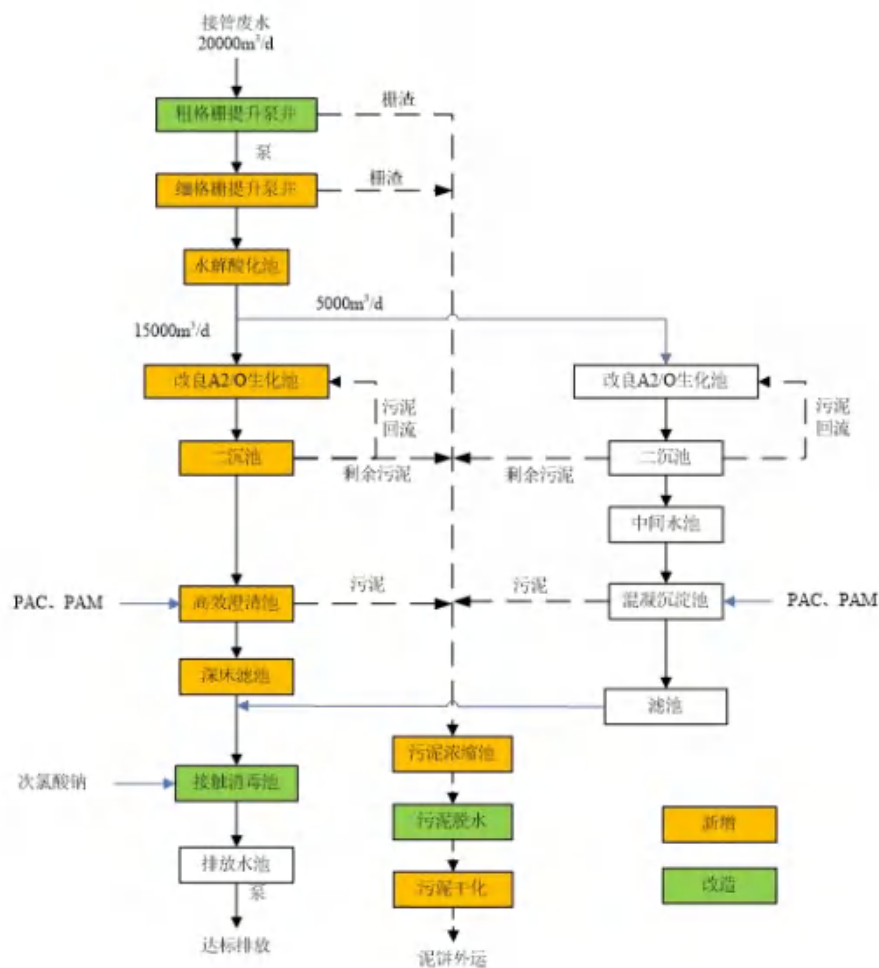 接管废水
20000m³/d
粗格栅提升泵井
栅渣
泵
细格栅提升泵井
栅渣
水解酸化池
5000m³/d
15000m³/d
改良A2/O生化池
改良A2/O生化池
污泥
回流
污泥
回流
二沉池
剩余污泥
剩余污泥
二沉池
中间水池
PAC、PAM
高效澄清池
污泥
污泥
混凝沉淀池
PAC、PAM
深床滤池
滤池
污泥浓缩池
次氯酸钠
接触消毒池
污泥脱水
新增
排放水池
污泥干化
改造
泵
达标排放
泥饼外运